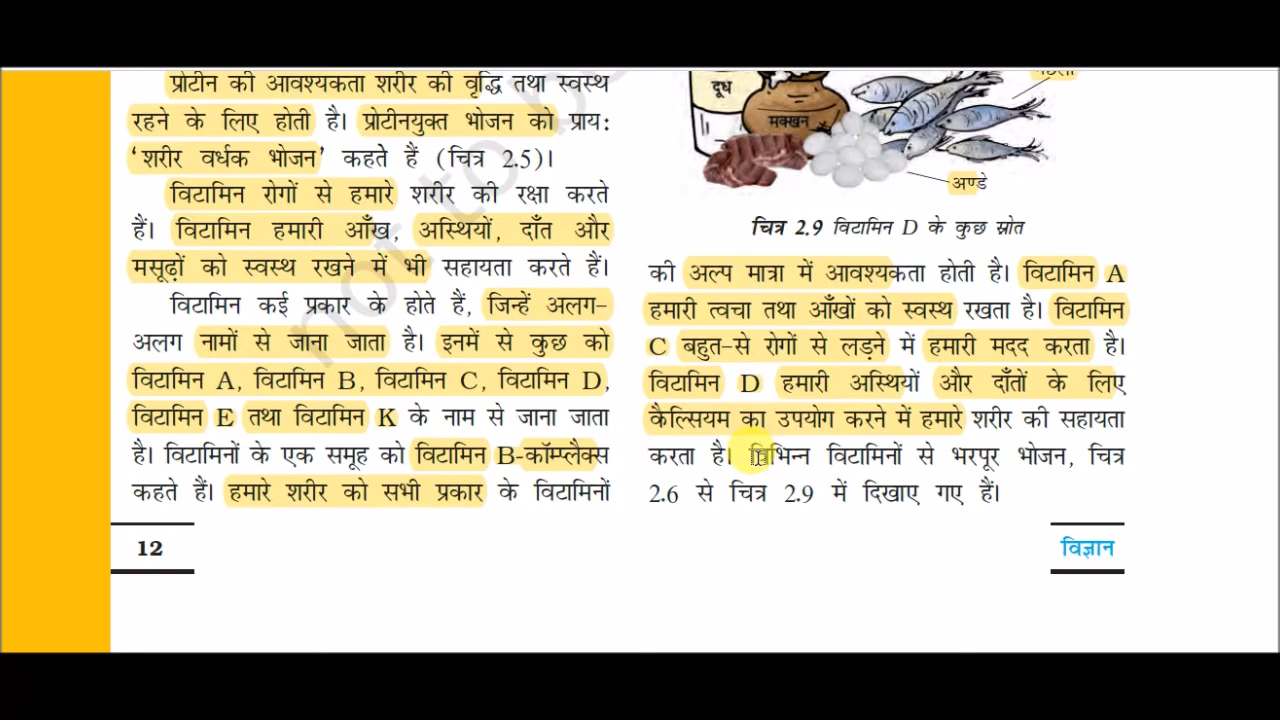 प्रोटीन की आवश्यकता शरीर की वृद्धि तथा स्वस्थ
रहने के लिए होती है। प्रोटीनयुक्त भोजन को प्राय:
‘शरीर वर्धक भोजन’ कहते हैं (चित्र 2.5)।
विटामिन रोगों से हमारे शरीर की रक्षा करते
हैं। विटामिन हमारी आँख, अस्थियों, दाँत और
मसूढ़ों को स्वस्थ रखने में भी सहायता करते हैं।
विटामिन कई प्रकार के होते हैं, जिन्हें अलग-
अलग नामों से जाना जाता है। इनमें से कुछ को
विटामिन A, विटामिन B, विटामिन C, विटामिन D,
विटामिन E तथा विटामिन K के नाम से जाना जाता
है। विटामिनों के एक समूह को विटामिन B-कॉम्प्लैक्स
कहते हैं। हमारे शरीर को सभी प्रकार के विटामिनों
12
दूध
मक्खन
मछली
अण्डे
चित्र 2.9 विटामिन D के कुछ स्रोत
की अल्प मात्रा में आवश्यकता होती है। विटामिन A
हमारी त्वचा तथा आँखों को स्वस्थ रखता है। विटामिन
C बहुत-से रोगों से लड़ने में हमारी मदद करता है।
विटामिन D हमारी अस्थियों और दाँतों के लिए
कैल्सियम का उपयोग करने में हमारे शरीर की सहायता
करता है। विभिन्न विटामिनों से भरपूर भोजन, चित्र
2.6 से चित्र 2.9 में दिखाए गए हैं।
विज्ञान
not to be